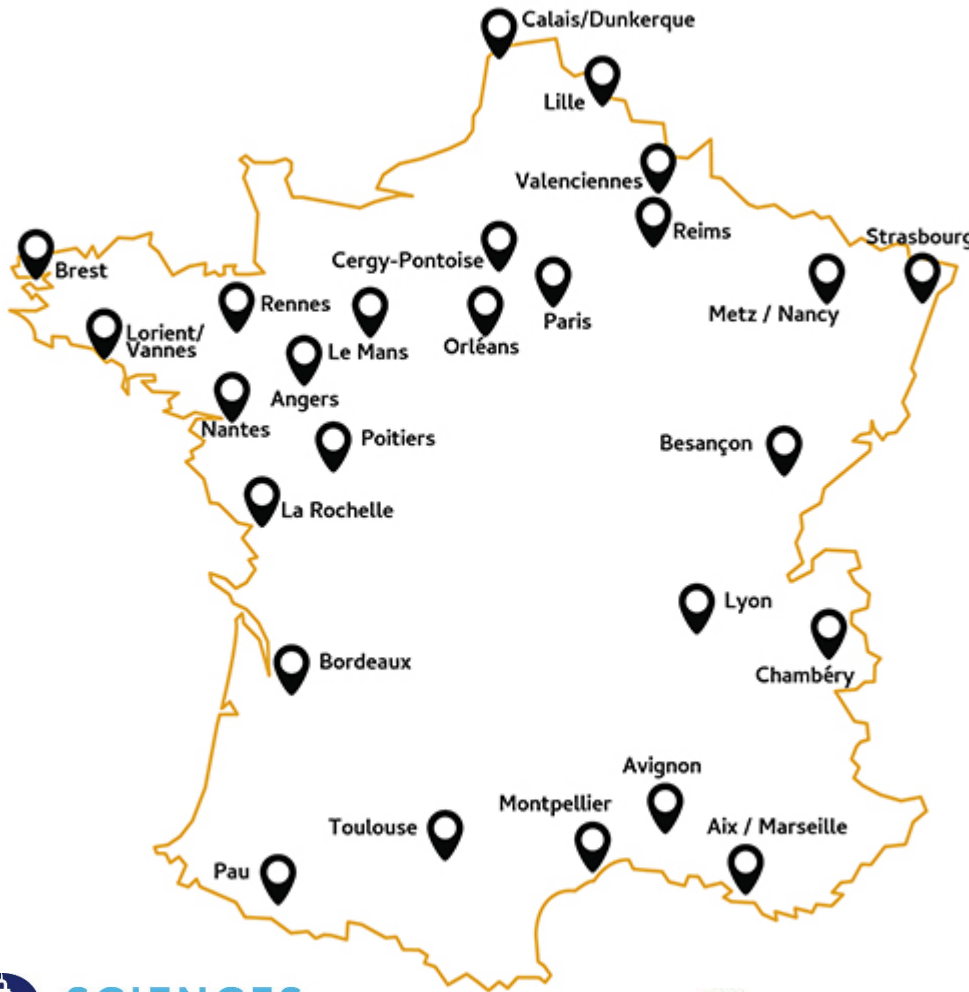 Calais/Dunkerque
Lille
Valenciennes
Reims
Strasbourg
Cergy-Pontoise
Brest
Rennes
Metz / Nancy
Paris
Lorient/
Vannes
Le Mans
Orléans
Angers
Nantes
Poitiers
Besançon
La Rochelle
Lyon
Bordeaux
Chambéry
Avignon
Montpellier
Toulouse
Aix / Marseille
Pau
SCIENCES